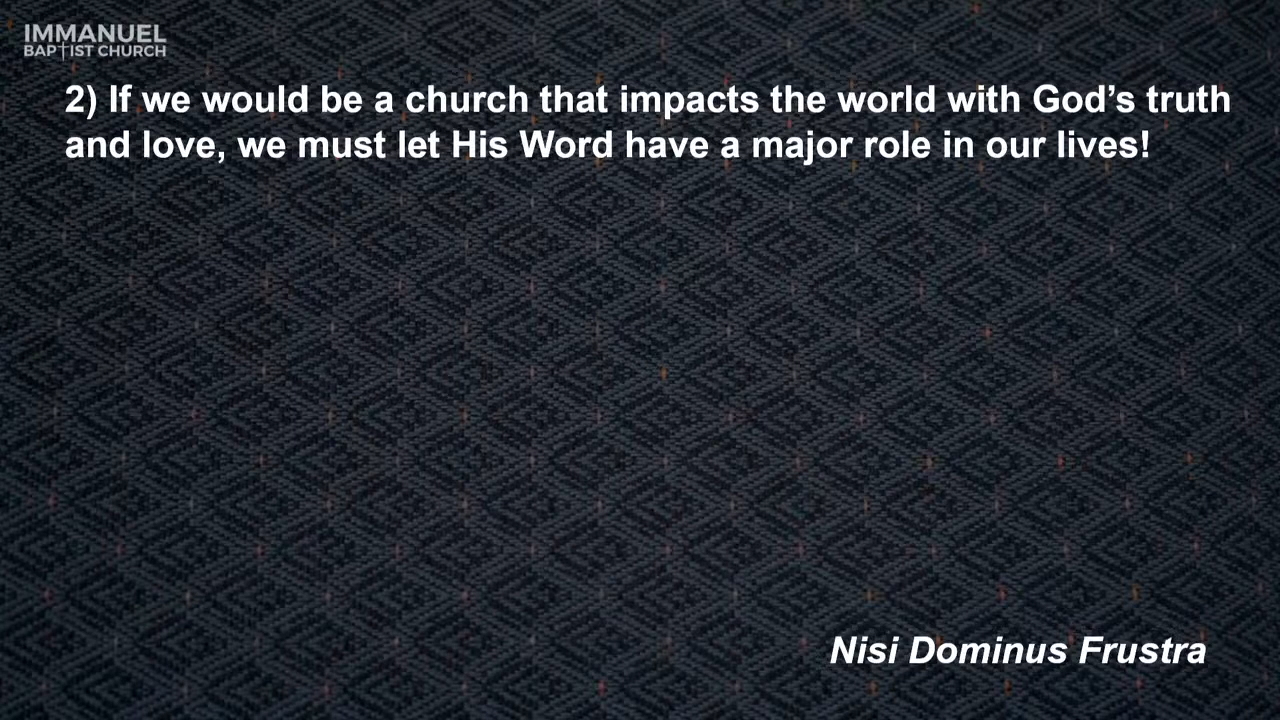 IMMANUEL
BAPTIST CHURCH
2) If we would be a church that impacts the world with God’s truth
and love, we must let His Word have a major role in our lives!
Nisi Dominus Frustra